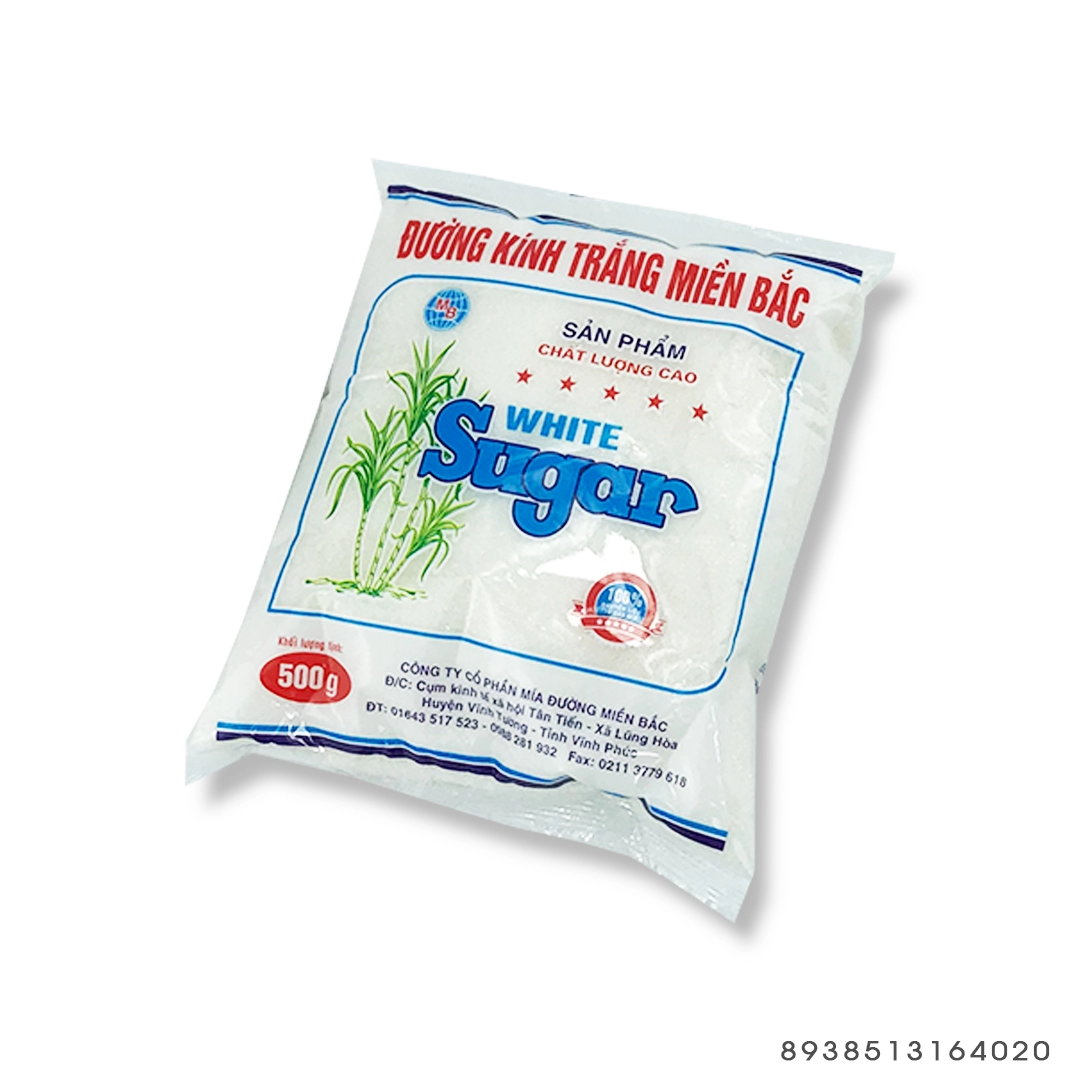 ĐƯỜNG KÍNH TRẮNG MIỀN BẮC
MB
SẢN PHẨM
CHẤT LƯỢNG CAO
WHITE
Sugar
100%
Khối lượng tịnh:
500g
CÔNG TY CỔ PHẦN MÍA ĐƯỜNG MIỀN BẮC
Đ/C: Cụm kinh tế xã hội Tân Tiến - Xã Lũng Hòa
Huyện Vĩnh Tường - Tỉnh Vĩnh Phúc
ĐT: 01643 517 523 - 0988 281 932 Fax: 0211 3779 618
8938513164020